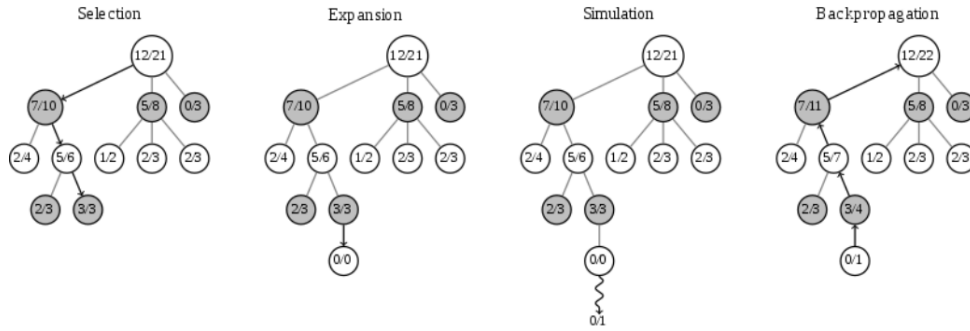 Selection Expansion Simulation Backpropagation
12/21 12/21 12/21 12/22
7/10 5/8 0/3 7/10 5/8 0/3 7/10 5/8 0/3 7/11 5/8 0/3
2/4 5/6 1/2 2/3 2/3 2/4 5/6 1/2 2/3 2/3 2/4 5/6 1/2 2/3 2/3 2/4 5/7 1/2 2/3 2/3
2/3 3/3 2/3 3/3 2/3 3/3 2/3 3/4
0/0 0/0 0/1
0/1